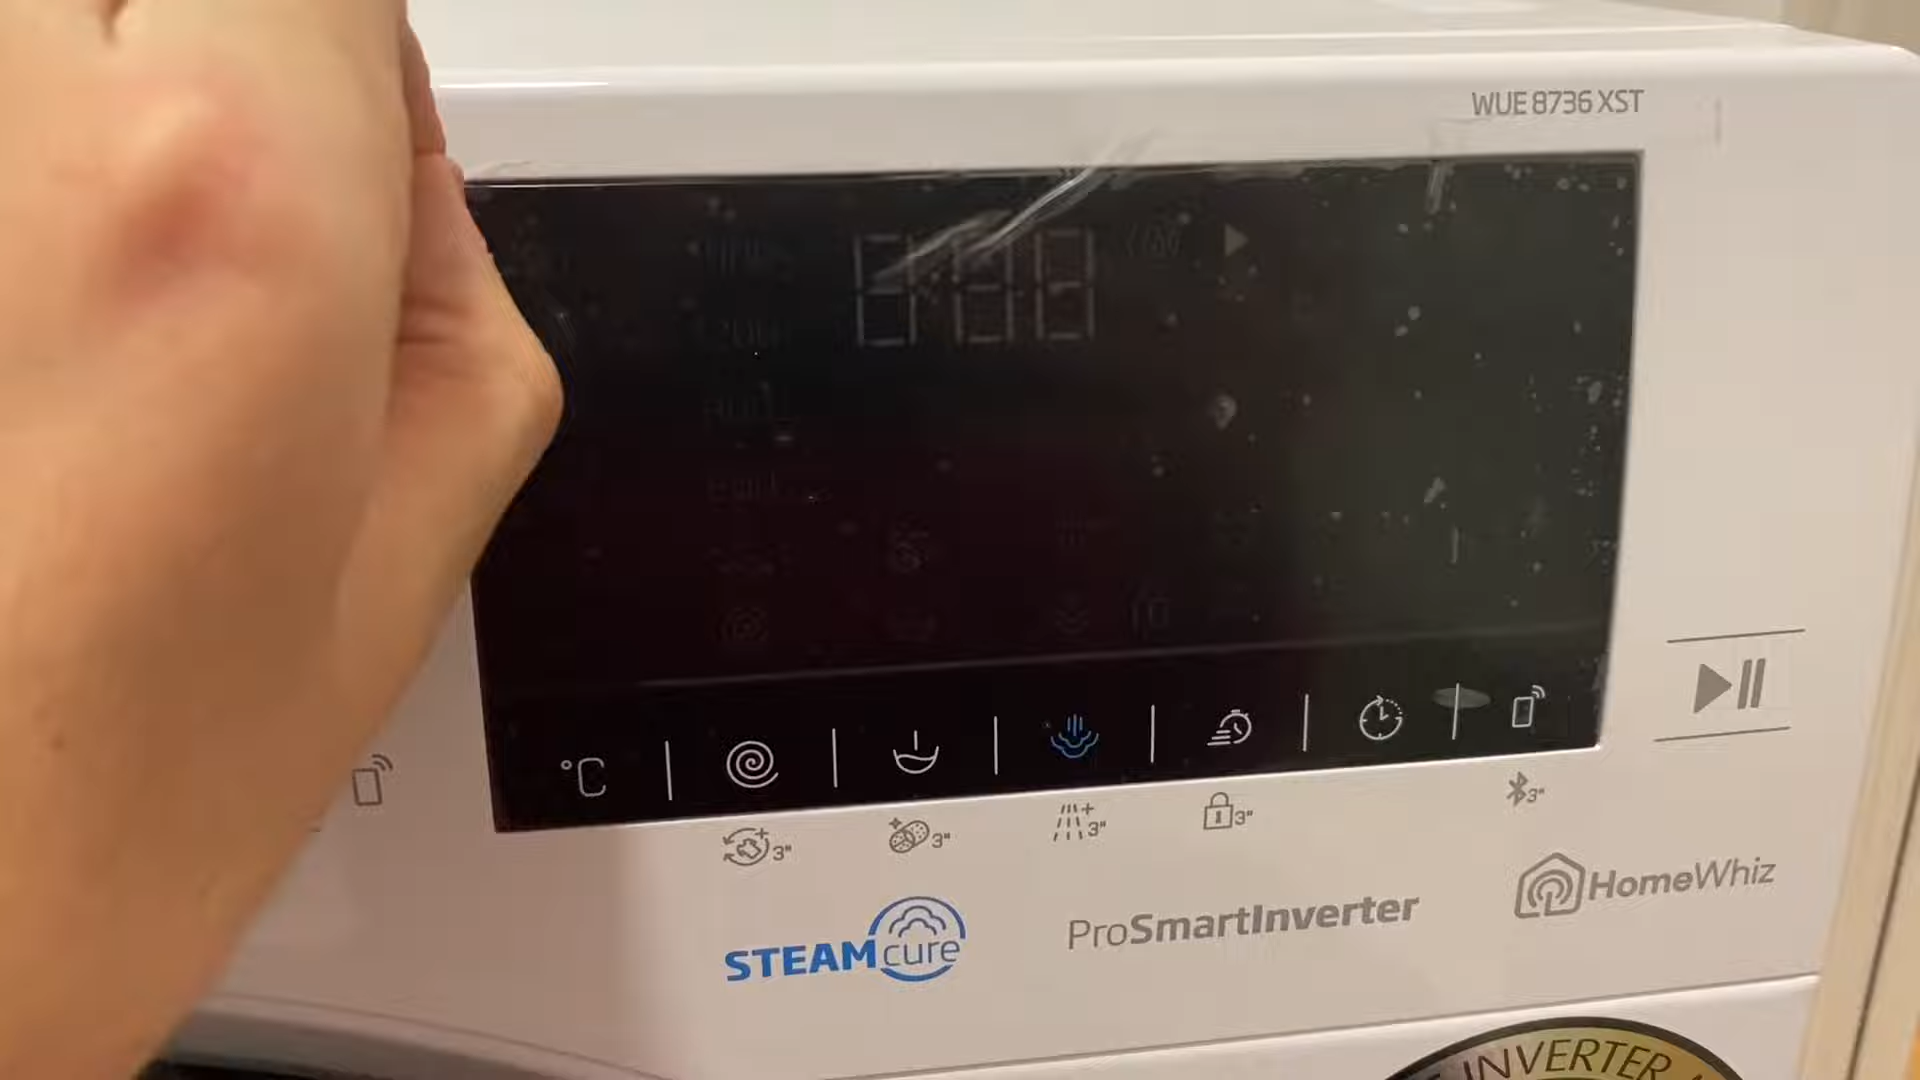 WUE 8736 XST
°C
3"
3"
3"
3"
3"
STEAMcure
ProSmartInverter
HomeWhiz
INVERTER